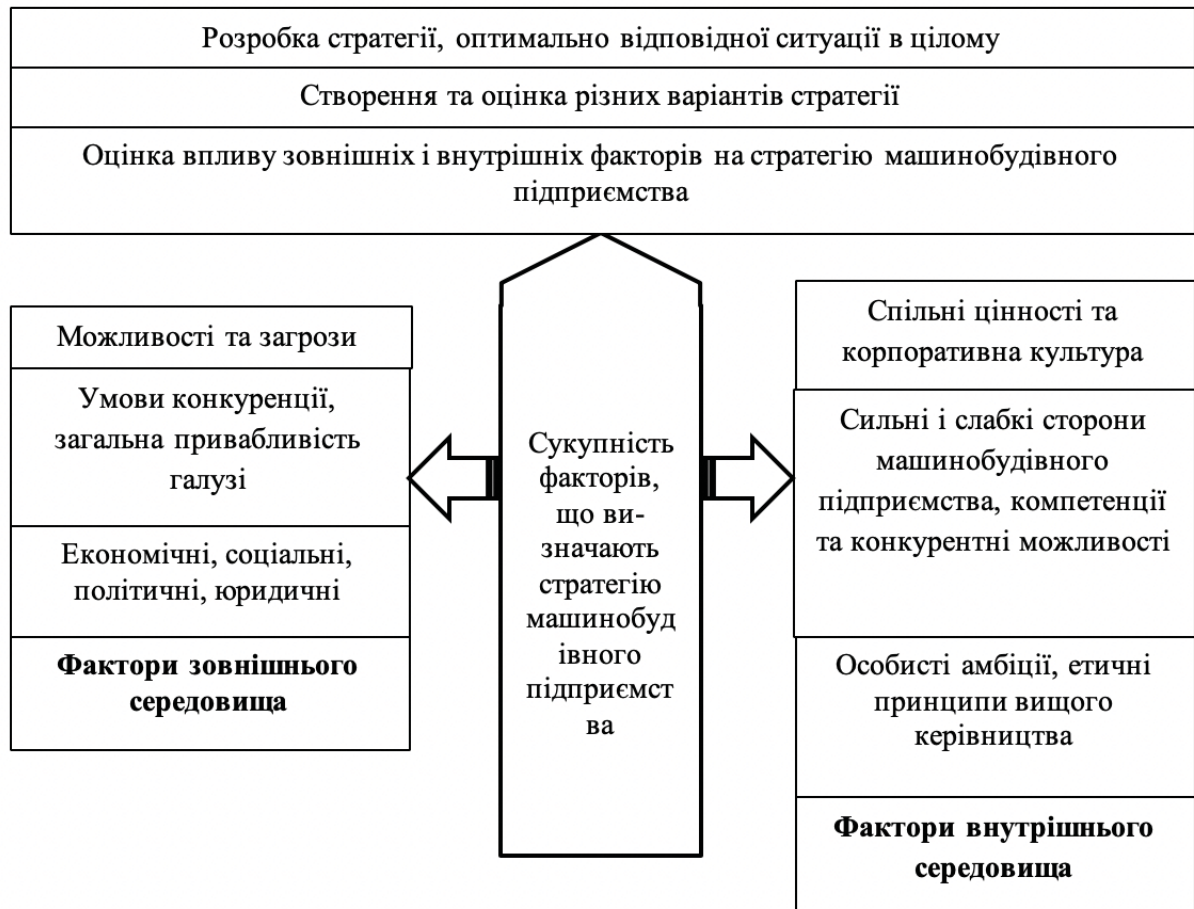 Розробка стратегії, оптимально відповідної ситуації в цілому
Створення та оцінка різних варіантів стратегії
Оцінка впливу зовнішніх і внутрішніх факторів на стратегію машинобудівного
підприємства
Можливості та загрози
Умови конкуренції,
загальна привабливість
галузі
Економічні, соціальні,
політичні, юридичні
Фактори зовнішнього
середовища
Сукупність
факторів,
що ви-
значають
стратегію
машинобуд
івного
підприємст
ва
Спільні цінності та
корпоративна культура
Сильні і слабкі сторони
машинобудівного
підприємства, компетенції
та конкурентні можливості
Особисті амбіції, етичні
принципи вищого
керівництва
Фактори внутрішнього
середовища